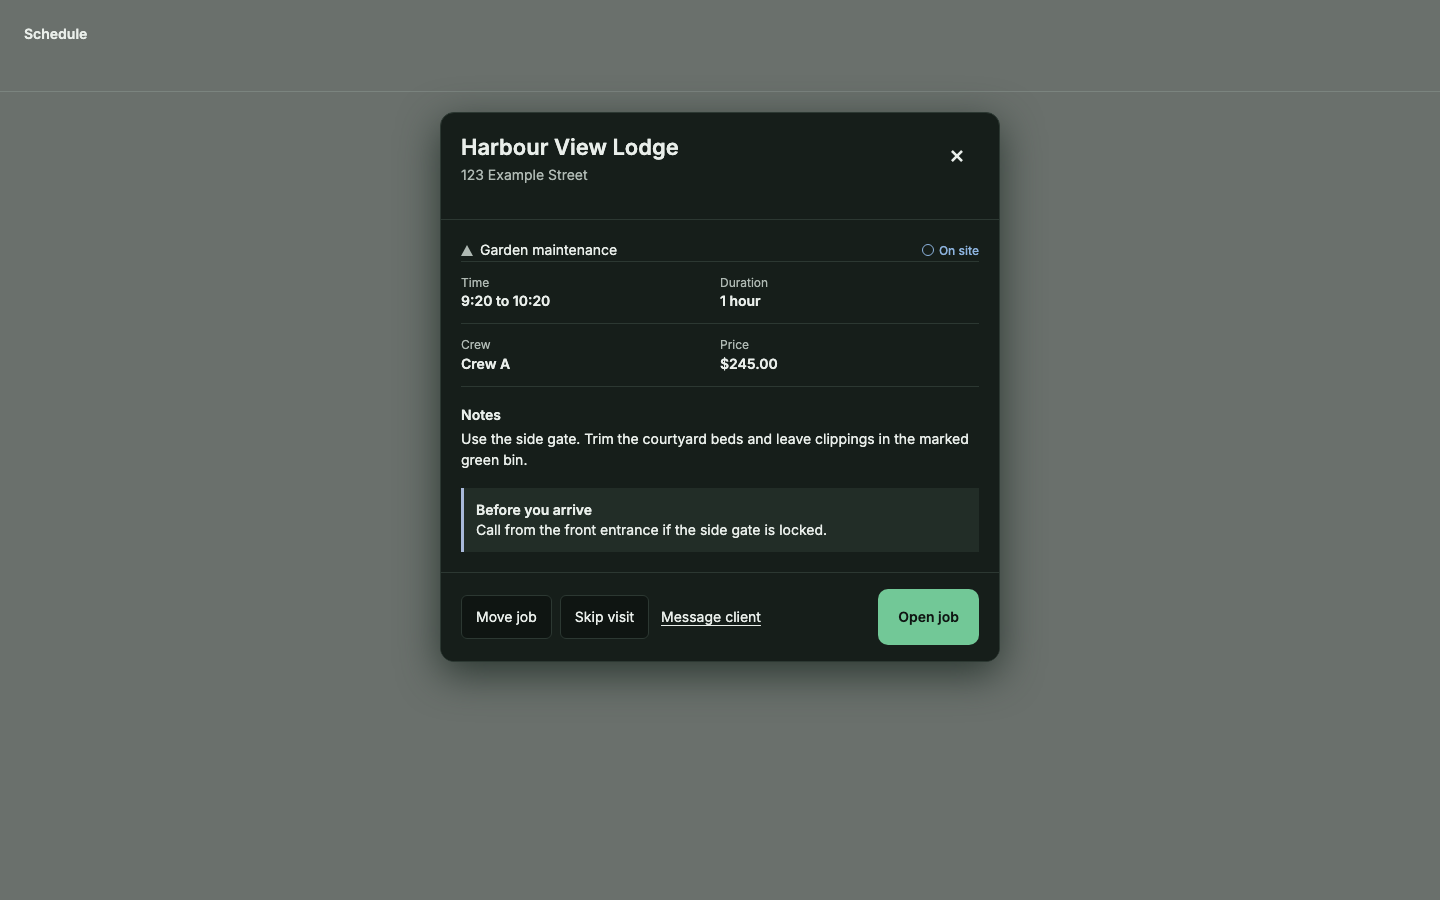 Schedule
Harbour View Lodge
123 Example Street
Garden maintenance
On site
Time
9:20 to 10:20
Duration
1 hour
Crew
Crew A
Price
$245.00
Notes
Use the side gate. Trim the courtyard beds and leave clippings in the marked
green bin.
Before you arrive
Call from the front entrance if the side gate is locked.
Move job
Skip visit
Message client
Open job